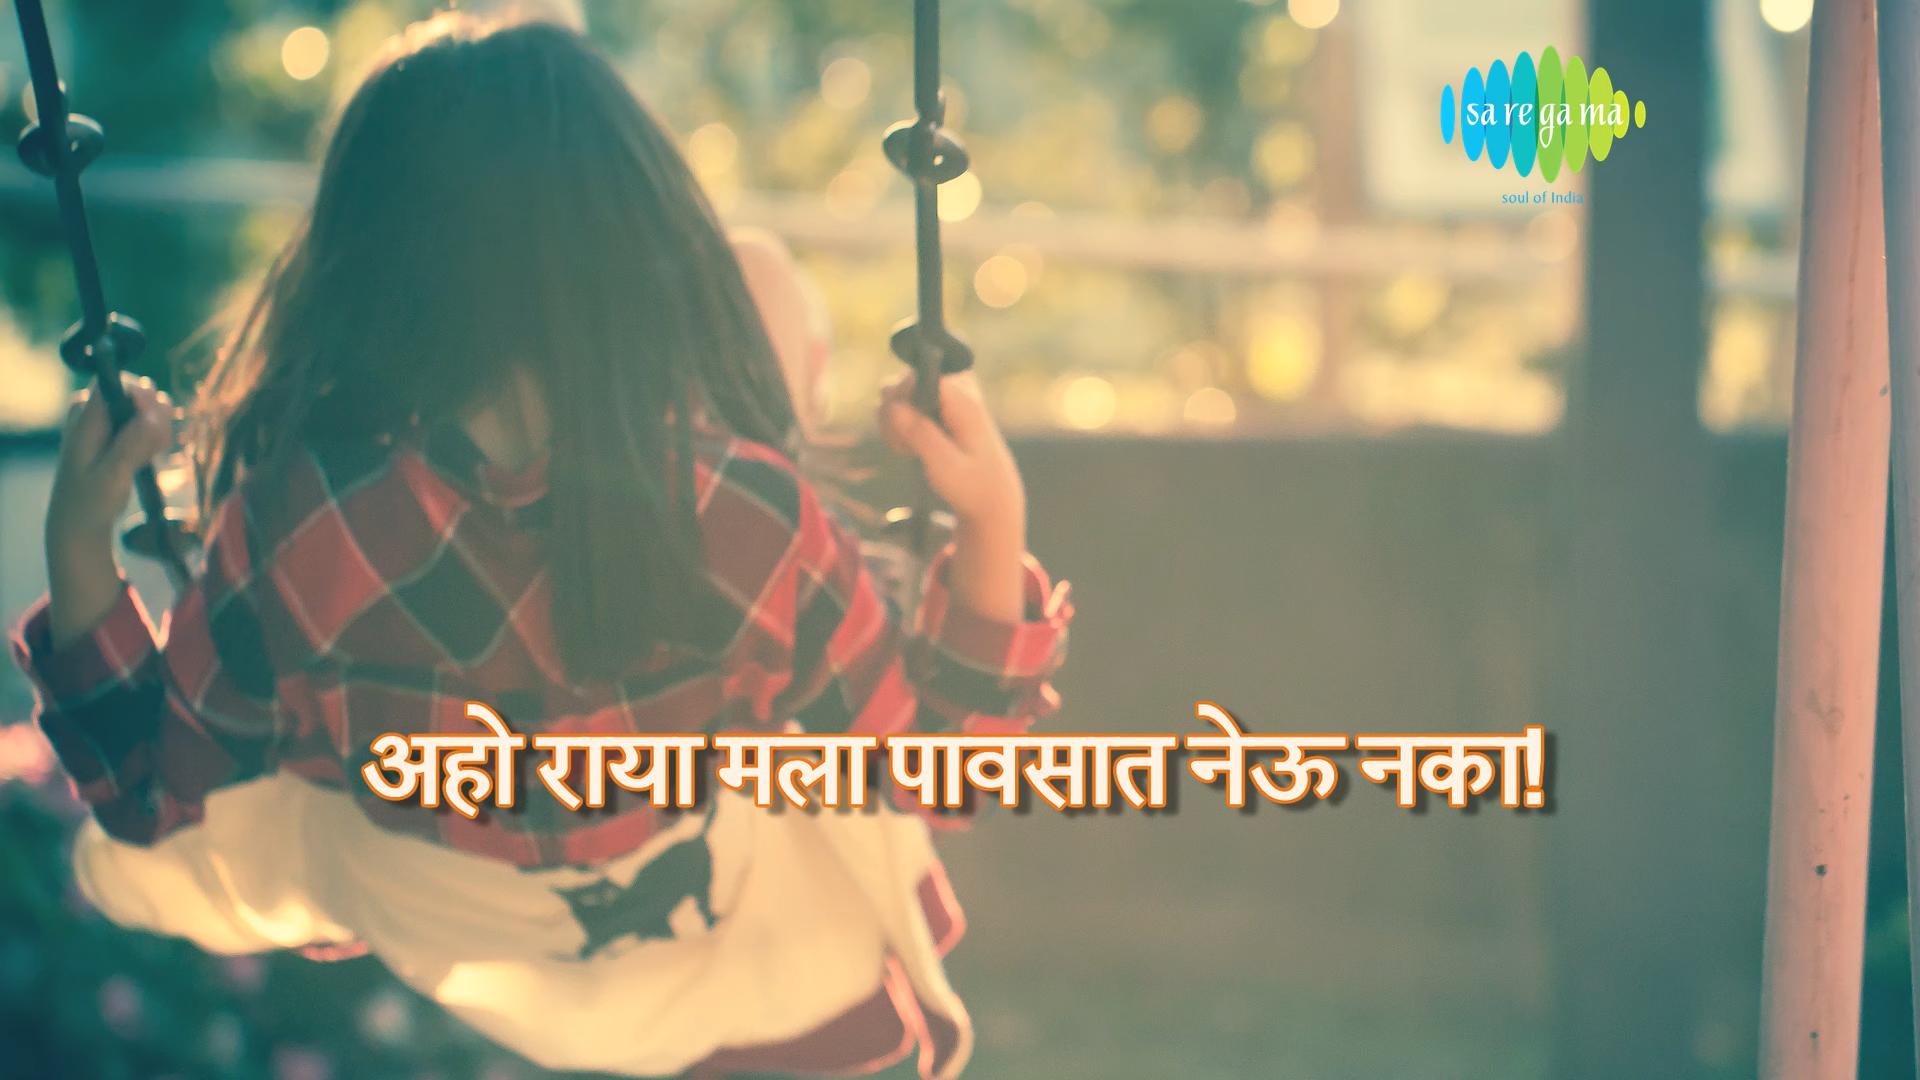 sa re ga ma
soul of India
अहो राया मला पावसात नेऊ नका!